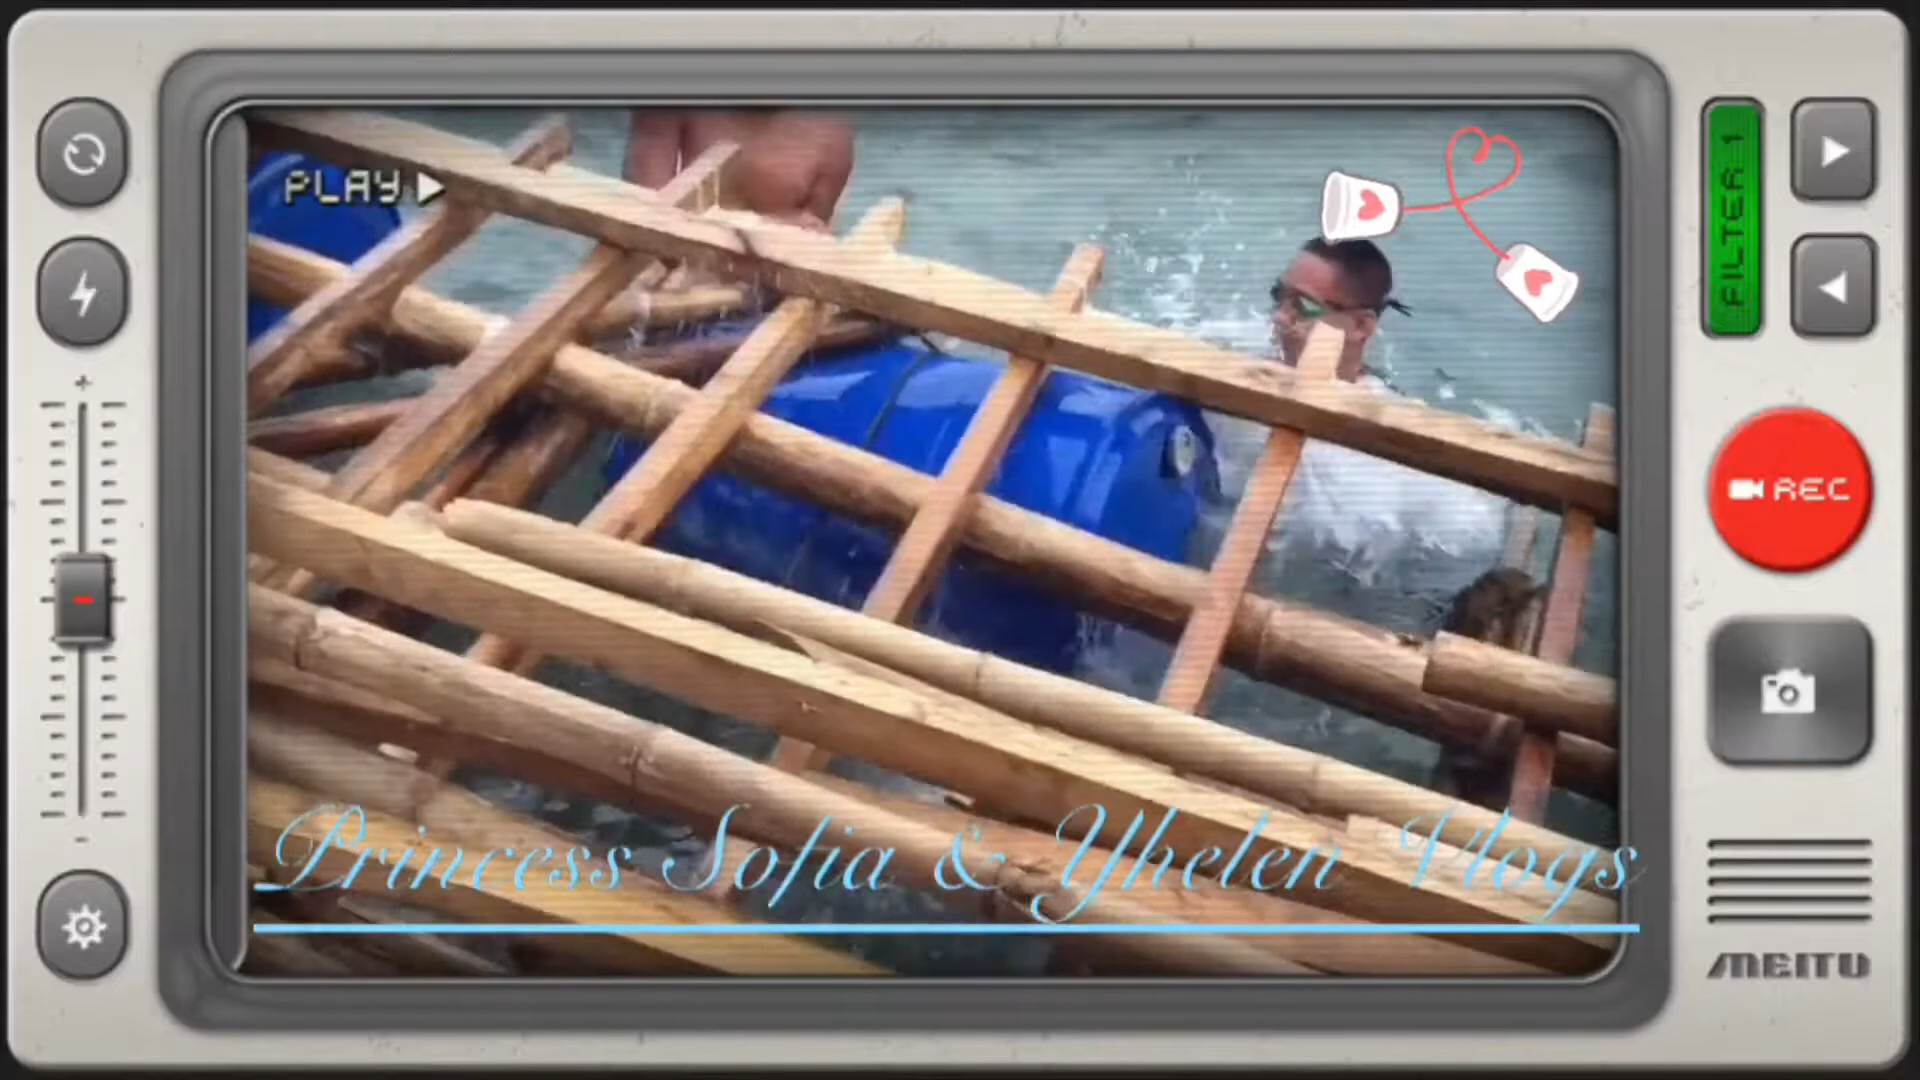 PLAY
FILTER 1
REC
Princess Sofia & Yhelen Vlogs
MEITU